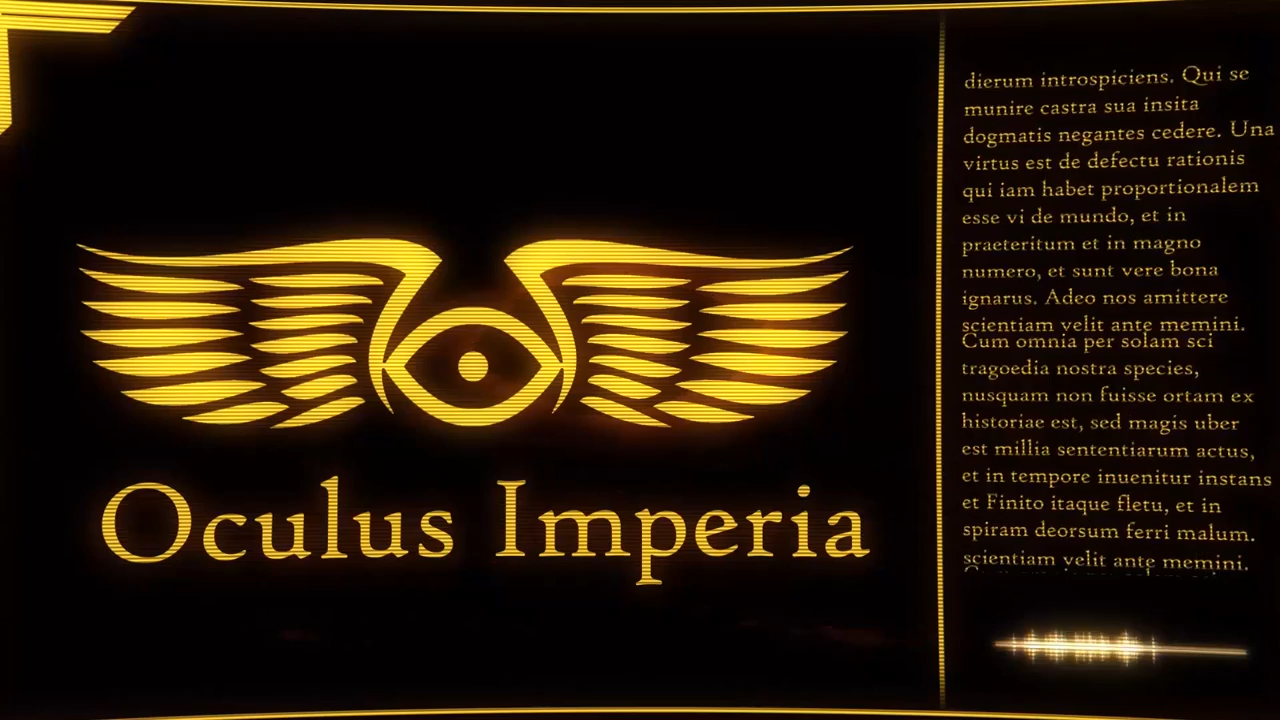 Oculus Imperia
dierum introspiciens. Qui se
munire castra sua insita
dogmatis negantes cedere. Una
virtus est de defectu rationis
qui iam habet proportionalem
esse vi de mundo, et in
praeteritum et in magno
numero, et sunt vere bona
ignarus. Adeo nos amittere
scientiam velit ante memini.
Cum omnia per solam sci
tragoedia nostra species,
nusquam non fuisse ortam ex
historiae est, sed magis uber
est millia sententiarum actus,
et in tempore inuenitur instans
et Finito itaque fletu, et in
spiram deorsum ferri malum.
scientiam velit ante memini.